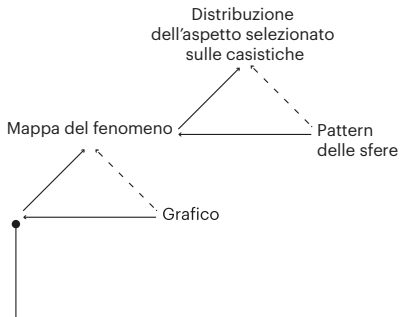 Distribuzione
dell'aspetto selezionato
sulle casistiche
Mappa del fenomeno
Pattern
delle sfere
Grafico